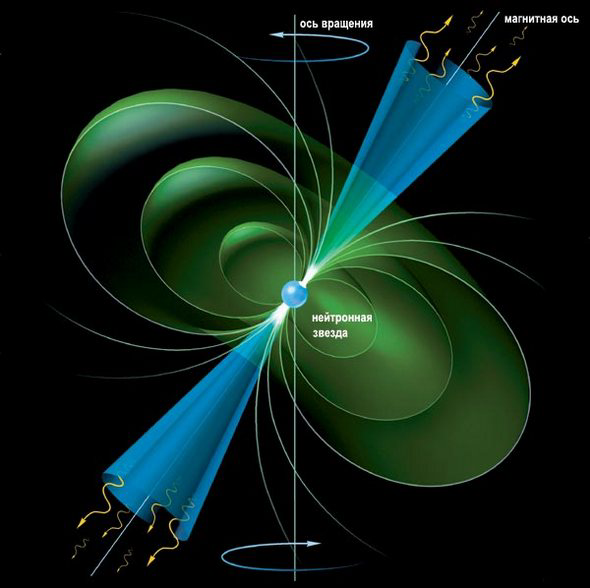 ось вращения
магнитная ось
нейтронная
звезда